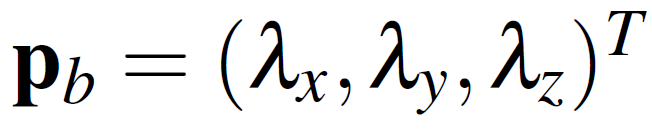 𝐩_b = (λ_x, λ_y, λ_z)^T